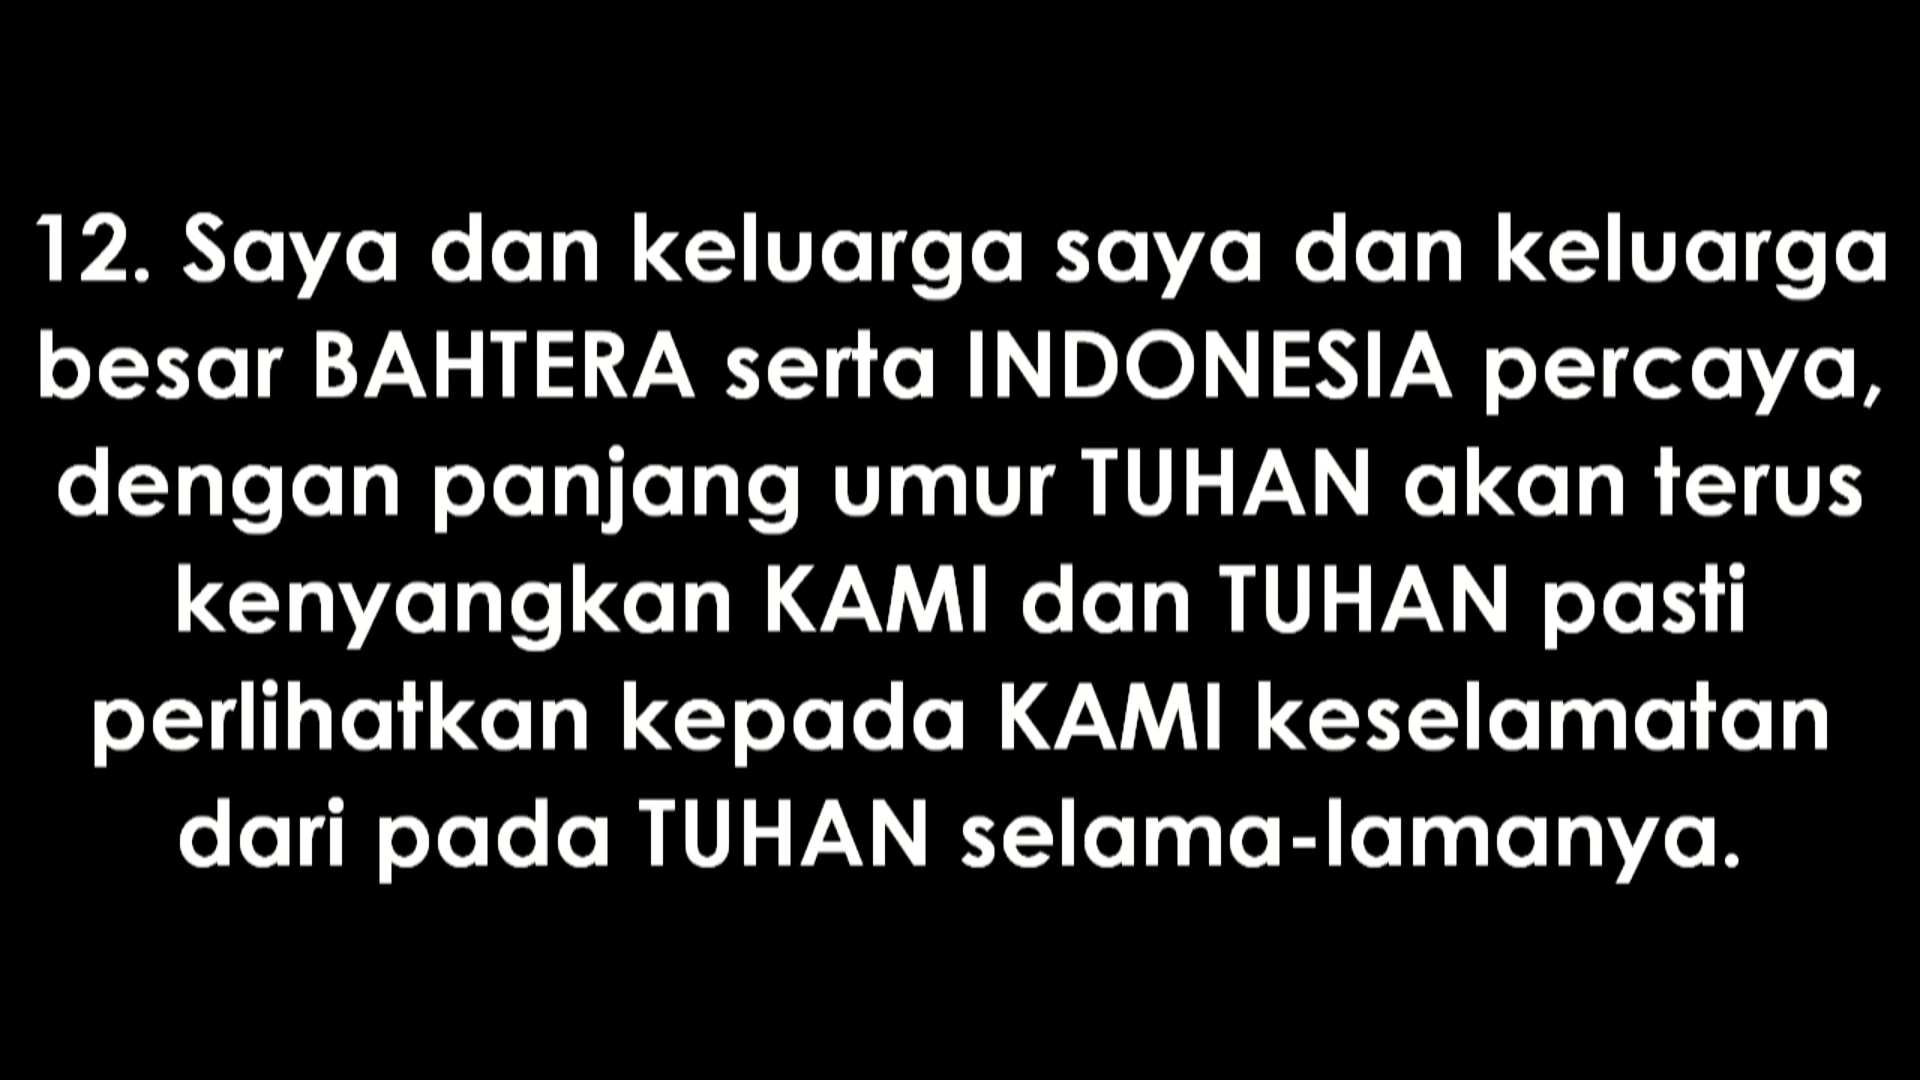 12. Saya dan keluarga saya dan keluarga
besar BAHTERA serta INDONESIA percaya,
dengan panjang umur TUHAN akan terus
kenyangkan KAMI dan TUHAN pasti
perlihatkan kepada KAMI keselamatan
dari pada TUHAN selama-lamanya.